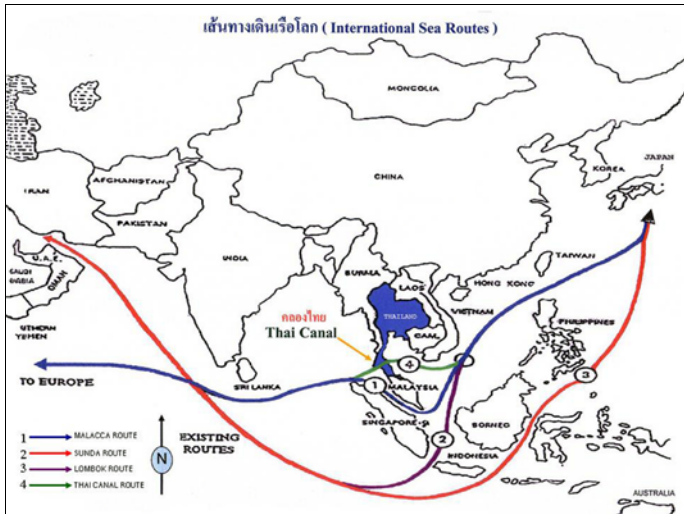 เส้นทางเดินเรือโลก ( International Sea Routes )
MONGOLIA
JAPAN
KOREA
IRAN
AFGHANISTAN
CHINA
PAKISTAN
U.A.E.
SAUDI
ARABIA
OMAN
INDIA
TAIWAN
BURMA
LAOS
HONG KONG
YEMEN
คลองไทย
Thai Canal
THAILAND
VIETNAM
CAM.
PHILIPPINES
4
3
TO EUROPE
SRI LANKA
1
MALAYSIA
SINGAPORE
BORNEO
2
INDONESIA
1 MALACCA ROUTE
2 SUNDA ROUTE
3 LOMBOK ROUTE
4 THAI CANAL ROUTE
EXISTING
ROUTES
N
AUSTRALIA